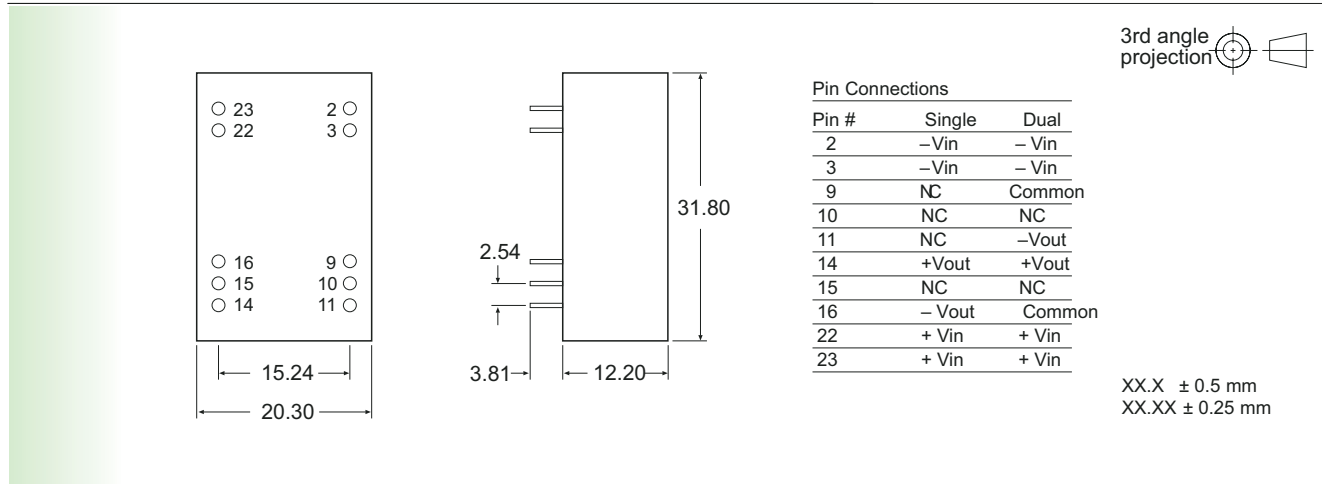 3rd angle
projection
23 2
22 3
16 9
15 10
14 11
15.24
20.30
2.54
31.80
3.81 12.20
Pin Connections
Pin # Single Dual
2 –Vin – Vin
3 –Vin – Vin
9 NC Common
10 NC NC
11 NC –Vout
14 +Vout +Vout
15 NC NC
16 – Vout Common
22 + Vin + Vin
23 + Vin + Vin
XX.X ± 0.5 mm
XX.XX ± 0.25 mm